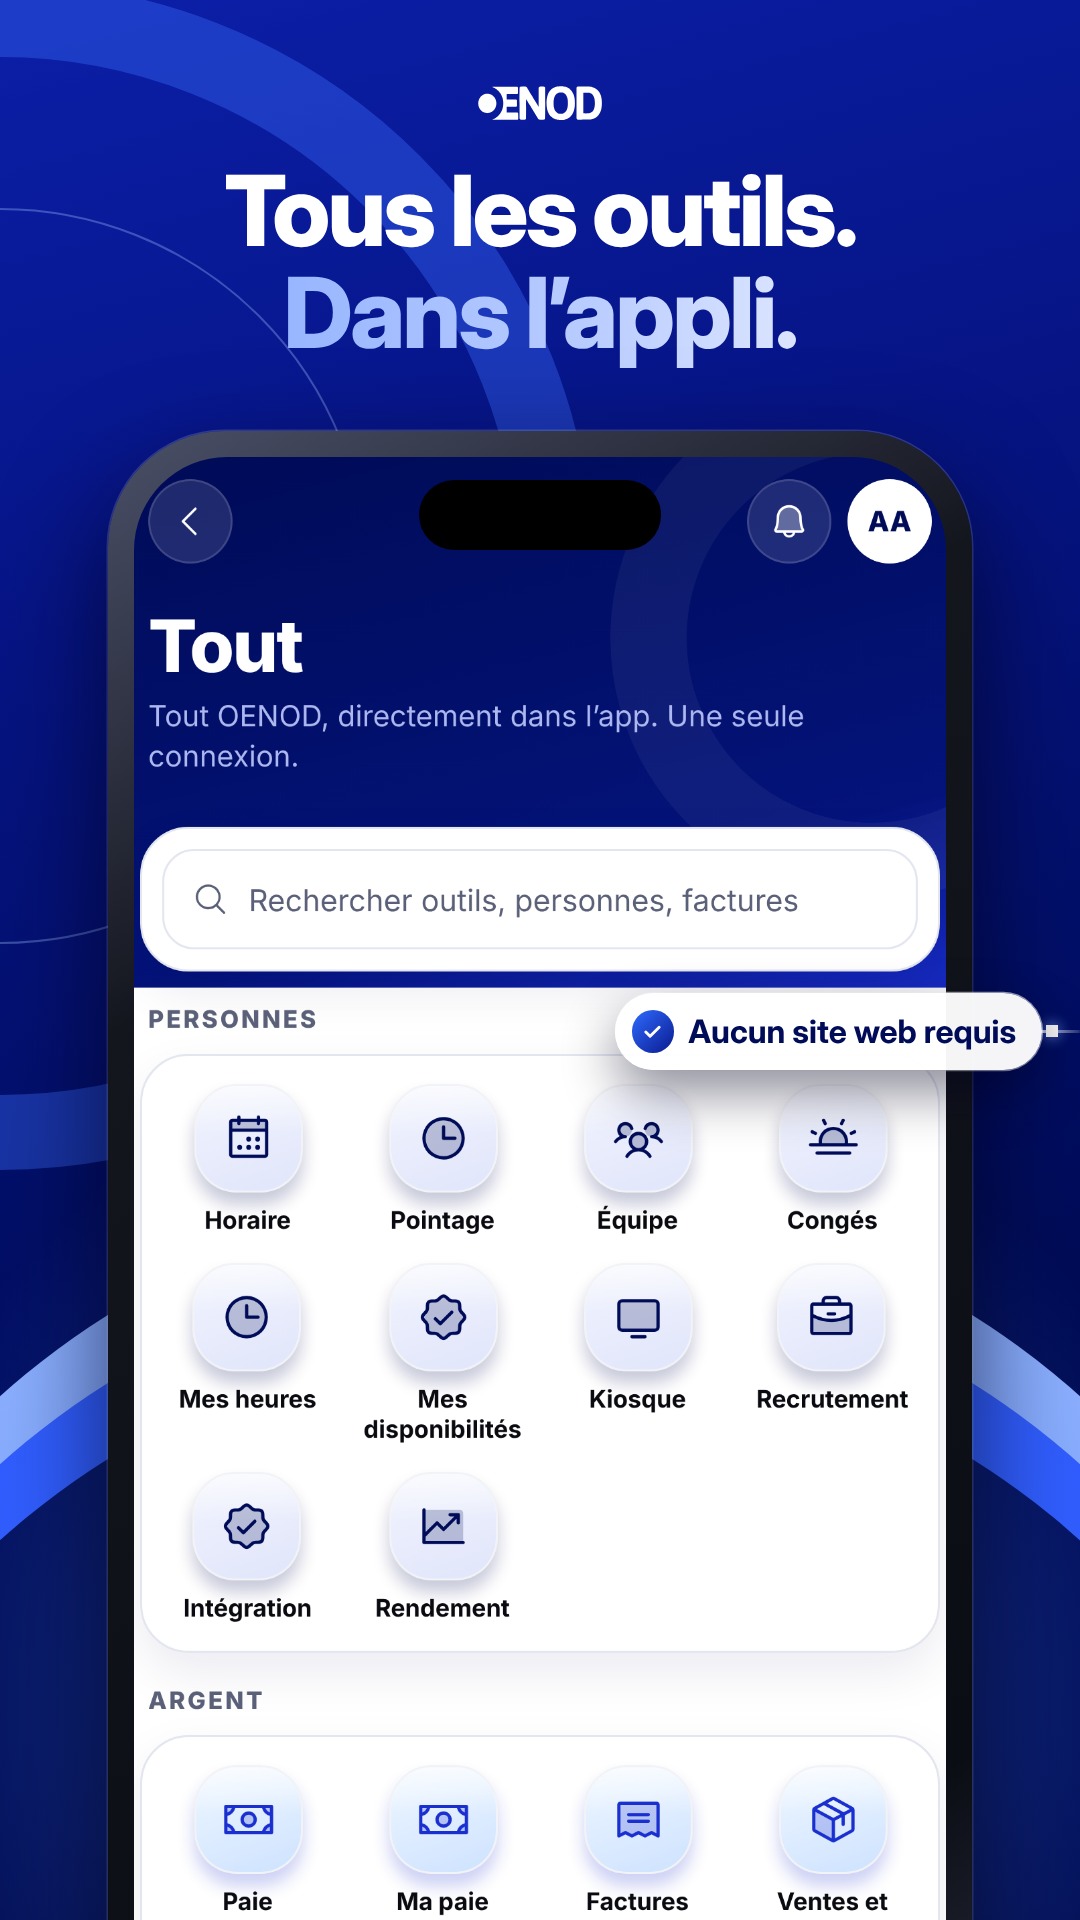 OENOD
Tous les outils.
Dans l’appli.
AA
Tout
Tout OENOD, directement dans l’app. Une seule
connexion.
Rechercher outils, personnes, factures
PERSONNES
Aucun site web requis
Horaire
Pointage
Équipe
Congés
Mes heures
Mes
disponibilités
Kiosque
Recrutement
Intégration
Rendement
ARGENT
Paie
Ma paie
Factures
Ventes et